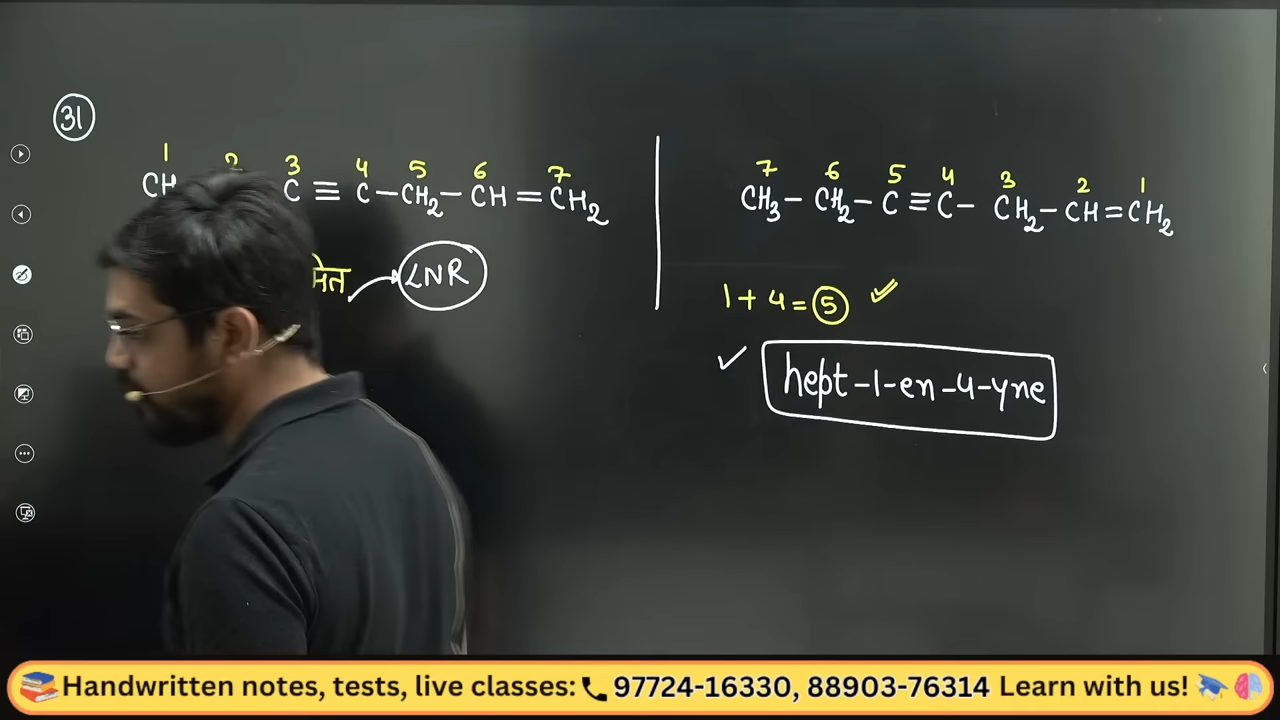 31
1 2 3 4 5 6 7
CH C ≡ C – CH₂ – CH = CH₂
LNR
7 6 5 4 3 2 1
CH₃ – CH₂ – C ≡ C – CH₂ – CH = CH₂
1 + 4 = 5 ✓
✓ hept-1-en-4-yne
📚 Handwritten notes, tests, live classes: 📞 97724-16330, 88903-76314 Learn with us! 🎓 🧠